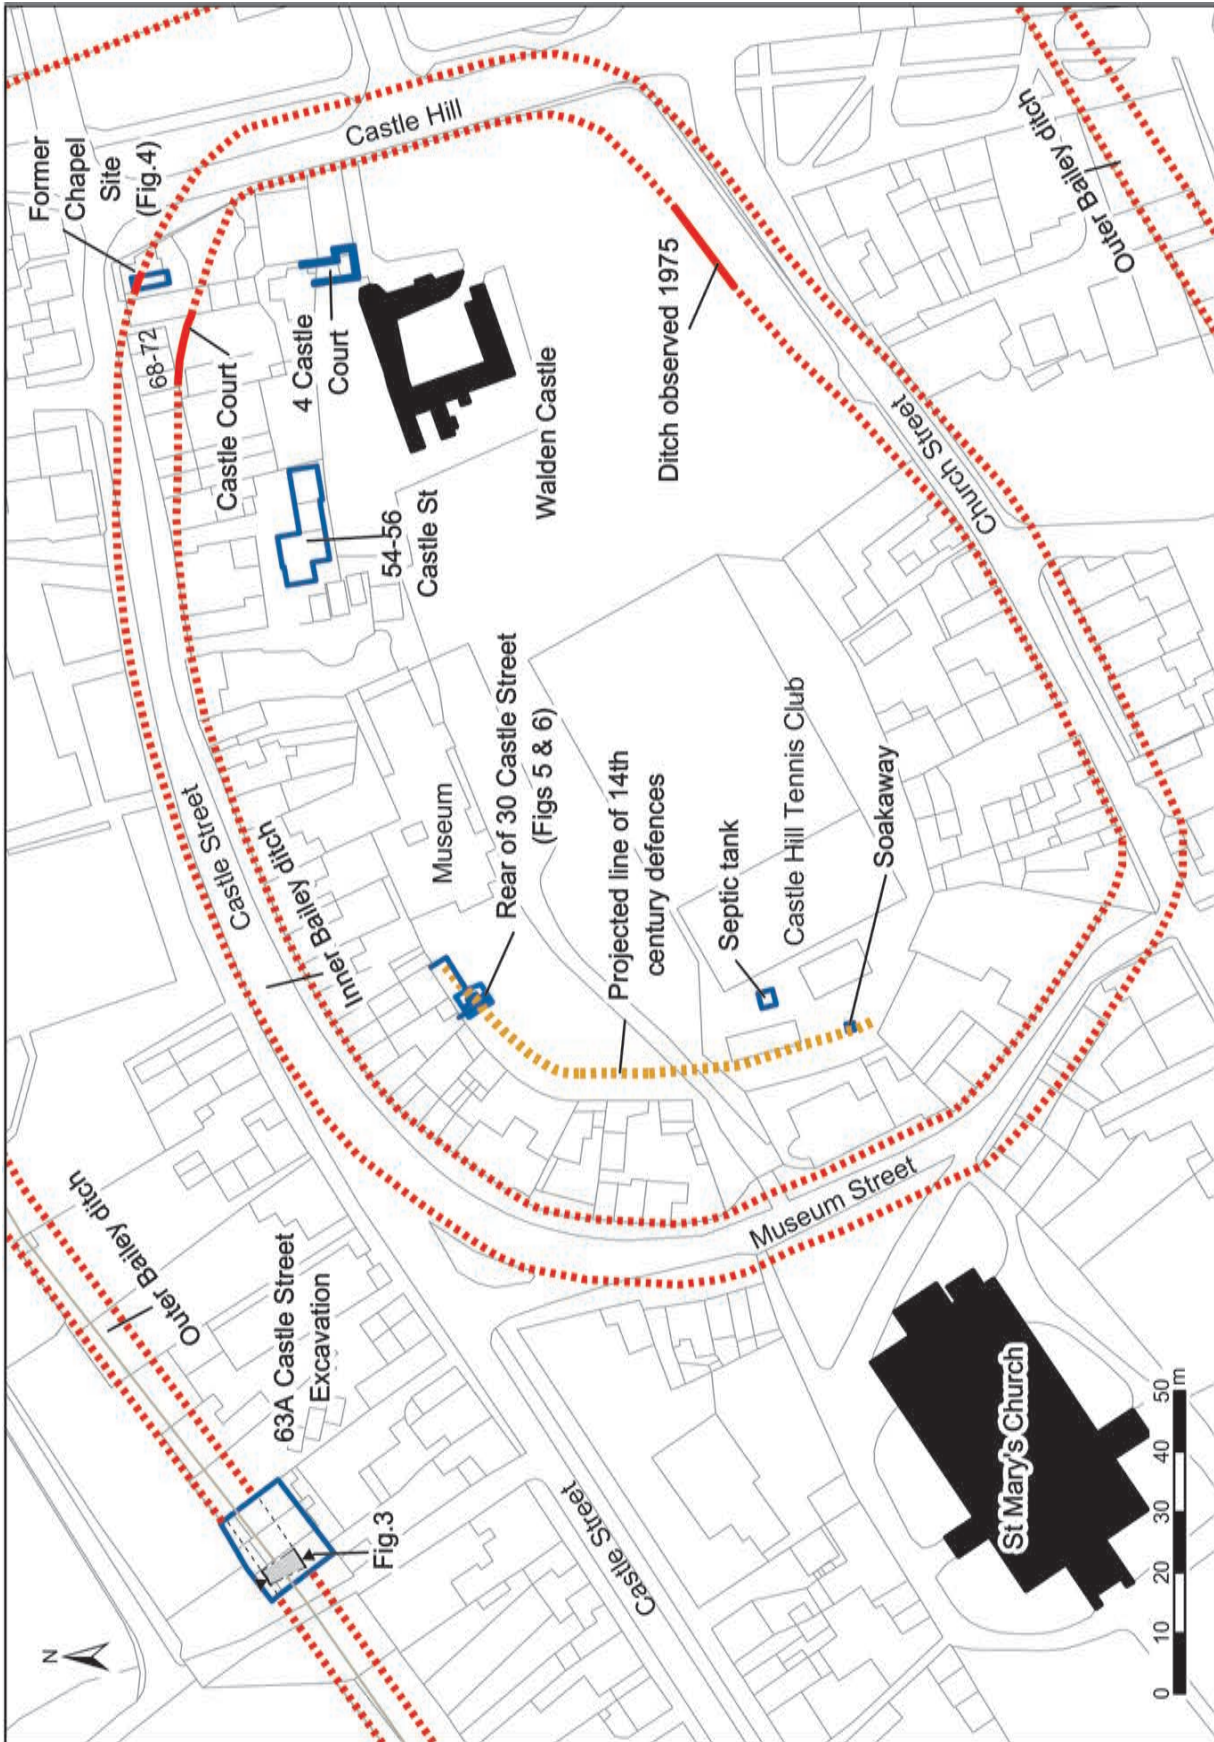 N
63A Castle Street
Excavation
Fig.3
Outer Bailey ditch
Castle Street
Inner Bailey ditch
Castle Street
Former
Chapel
Site
(Fig.4)
68-72
Castle Court
Castle Hill
4 Castle
Court
54-56
Castle St
Walden Castle
Museum
Rear of 30 Castle Street
(Figs 5 & 6)
Projected line of 14th
century defences
Septic tank
Castle Hill Tennis Club
Soakaway
Ditch observed 1975
Church Street
Outer Bailey ditch
Museum Street
St Mary's Church
0 10 20 30 40 50
m